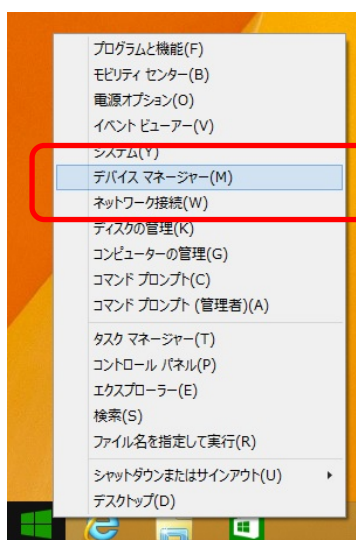 プログラムと機能(F)
モビリティ センター(B)
電源オプション(O)
イベント ビューアー(V)
システム(Y)
デバイス マネージャー(M)
ネットワーク接続(W)
ディスクの管理(K)
コンピューターの管理(G)
コマンド プロンプト(C)
コマンド プロンプト (管理者)(A)
タスク マネージャー(T)
コントロール パネル(P)
エクスプローラー(E)
検索(S)
ファイル名を指定して実行(R)
シャットダウンまたはサインアウト(U)
デスクトップ(D)